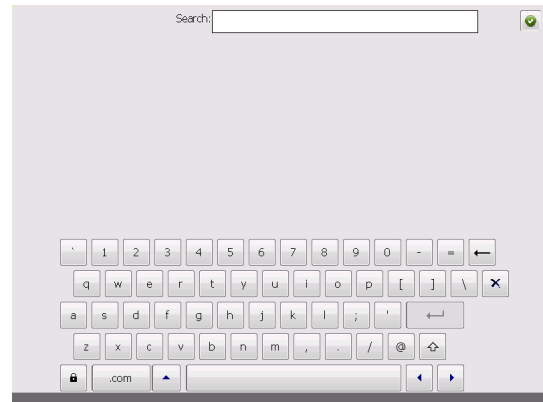 Search:
` 1 2 3 4 5 6 7 8 9 0 - =
q w e r t y u i o p [ ] \
a s d f g h j k l ; '
z x c v b n m , . / @
.com